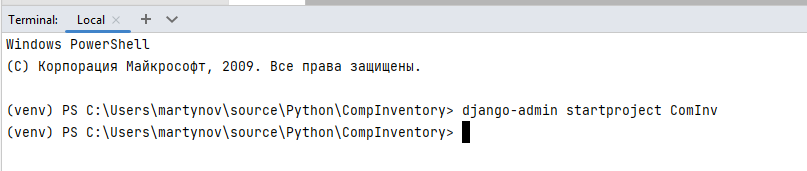 Terminal: Local
Windows PowerShell
(C) Корпорация Майкрософт, 2009. Все права защищены.
(venv) PS C:\Users\martynov\source\Python\CompInventory> django-admin startproject ComInv
(venv) PS C:\Users\martynov\source\Python\CompInventory>